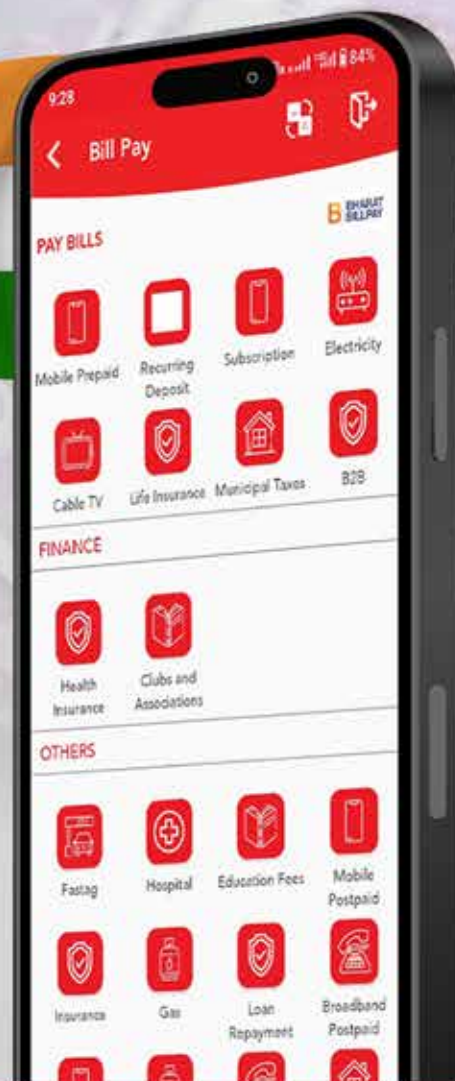 9:28
84%
Bill Pay
B BHARAT
BILLPAY
PAY BILLS
Mobile Prepaid
Recurring
Deposit
Subscription
Electricity
Cable TV
Life Insurance
Municipal Taxes
B2B
FINANCE
Health
Insurance
Clubs and
Associations
OTHERS
Fastag
Hospital
Education Fees
Mobile
Postpaid
Insurance
Gas
Loan
Repayment
Broadband
Postpaid